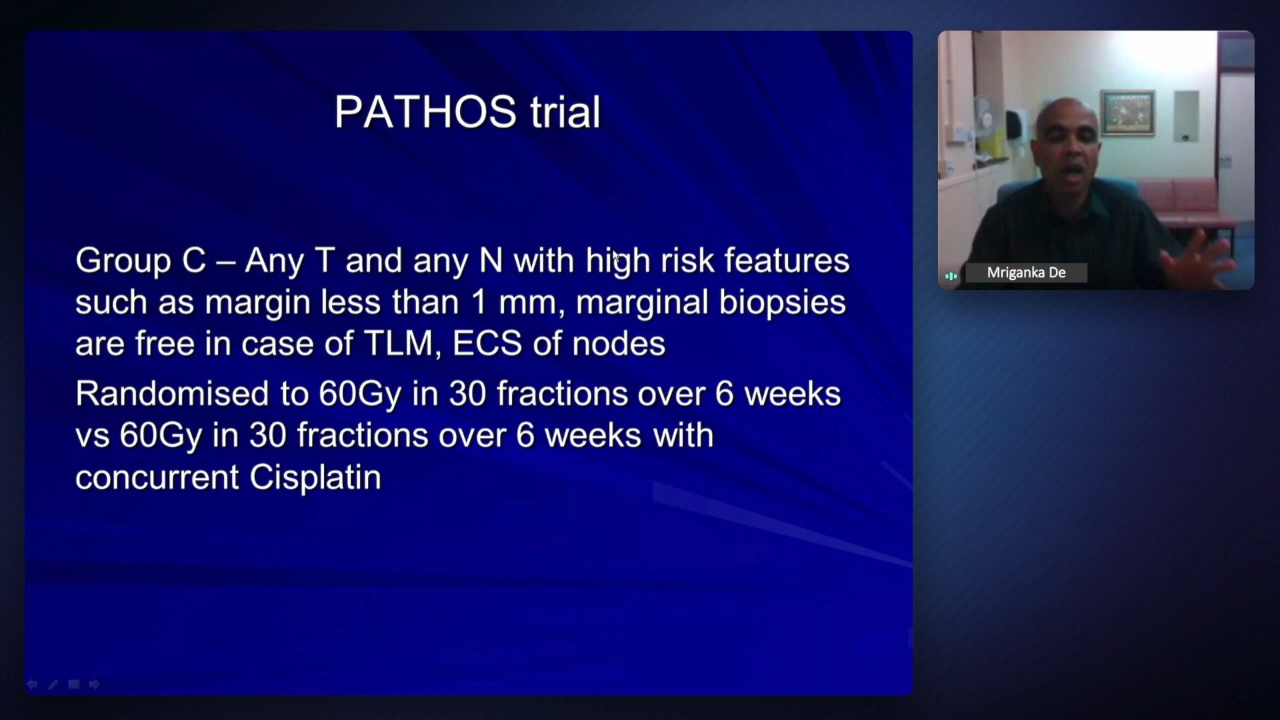 PATHOS trial
Group C – Any T and any N with high risk features
such as margin less than 1 mm, marginal biopsies
are free in case of TLM, ECS of nodes
Randomised to 60Gy in 30 fractions over 6 weeks
vs 60Gy in 30 fractions over 6 weeks with
concurrent Cisplatin
Mriganka De